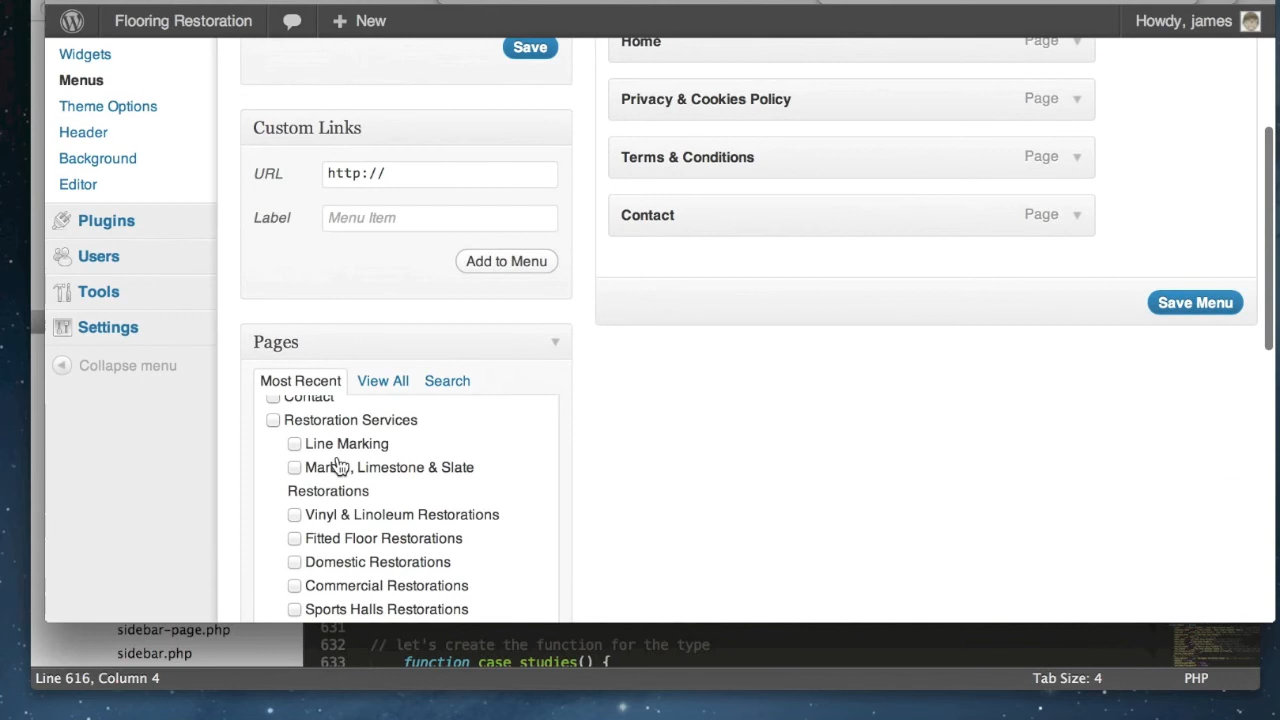 Flooring Restoration
New
Howdy, james
Widgets
Menus
Theme Options
Header
Background
Editor
Plugins
Users
Tools
Settings
Collapse menu
Save
Custom Links
URL
http://
Label
Menu Item
Add to Menu
Pages
Most Recent
View All
Search
Contact
Restoration Services
Line Marking
Limestone & Slate
Restorations
Vinyl & Linoleum Restorations
Fitted Floor Restorations
Domestic Restorations
Commercial Restorations
Sports Halls Restorations
Home Page
Privacy & Cookies Policy Page
Terms & Conditions Page
Contact Page
Save Menu
sidebar-page.php
sidebar.php
631
632 // let's create the function for the type
633 function case_studies() {
Line 616, Column 4
Tab Size: 4
PHP